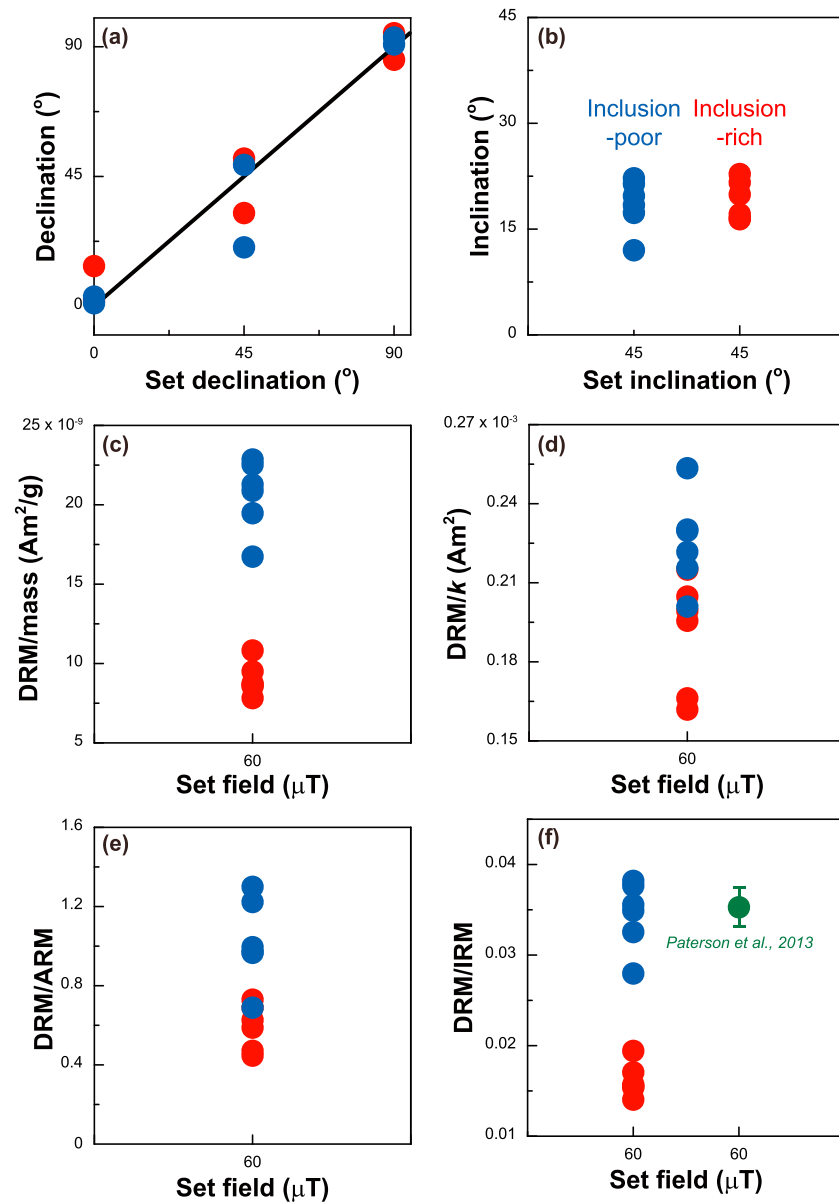 (a)
Declination (o)
90
45
0
0
45
90
Set declination (o)
(b)
Inclination (o)
45
30
15
0
Inclusion
-poor
Inclusion
-rich
45
45
Set inclination (o)
(c)
DRM/mass (Am2/g)
25 x 10-9
20
15
10
5
60
Set field (μT)
(d)
DRM/k (Am2)
0.27 x 10-3
0.24
0.21
0.18
0.15
60
Set field (μT)
(e)
DRM/ARM
1.6
1.2
0.8
0.4
0
60
Set field (μT)
(f)
DRM/IRM
0.04
0.03
0.02
0.01
Paterson et al., 2013
60
60
Set field (μT)